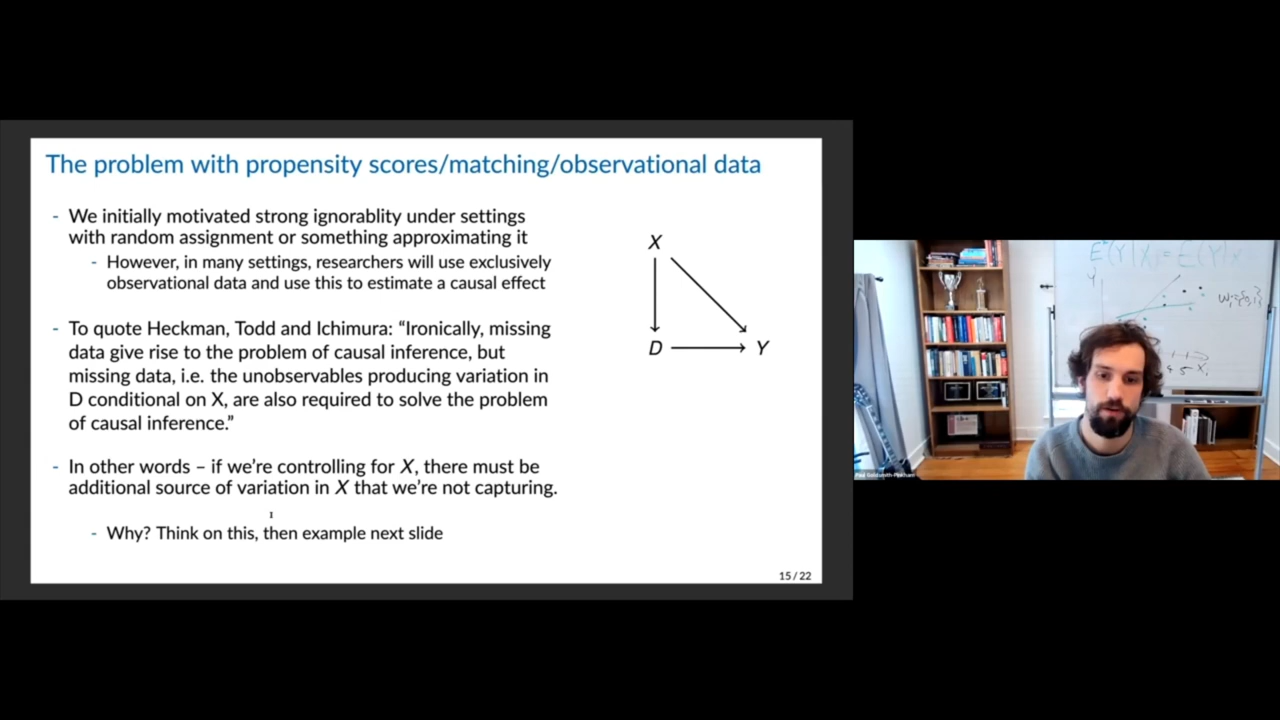 The problem with propensity scores/matching/observational data
- We initially motivated strong ignorablity under settings
with random assignment or something approximating it
- However, in many settings, researchers will use exclusively
observational data and use this to estimate a causal effect
- To quote Heckman, Todd and Ichimura: “Ironically, missing
data give rise to the problem of causal inference, but
missing data, i.e. the unobservables producing variation in
D conditional on X, are also required to solve the problem
of causal inference.”
- In other words – if we’re controlling for X, there must be
additional source of variation in X that we’re not capturing.
- Why? Think on this, then example next slide
X
D
Y
15 / 22
Paul Goldsmith-Pinkham